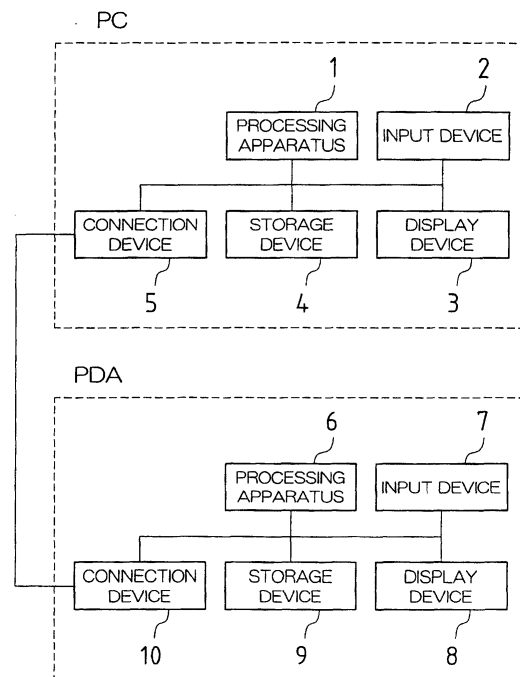 PC
1
2
PROCESSING
APPARATUS
INPUT DEVICE
CONNECTION
DEVICE
STORAGE
DEVICE
DISPLAY
DEVICE
5
4
3
PDA
6
7
PROCESSING
APPARATUS
INPUT DEVICE
CONNECTION
DEVICE
STORAGE
DEVICE
DISPLAY
DEVICE
10
9
8